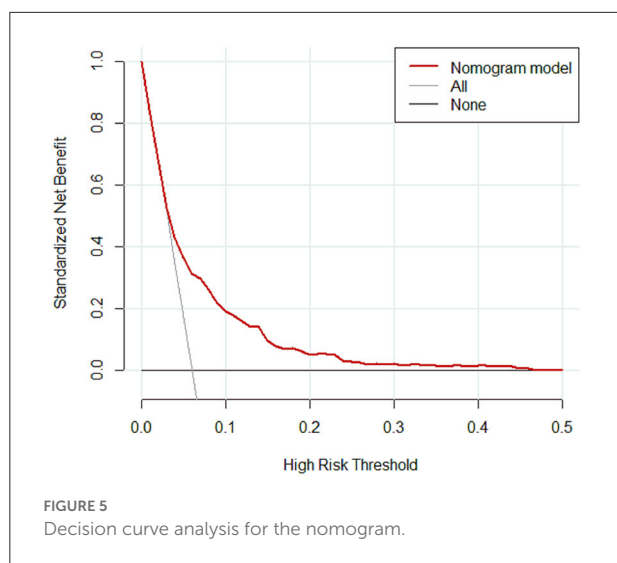 Nomogram model
All
None
Standardized Net Benefit
1.0
0.8
0.6
0.4
0.2
0.0
0.0 0.1 0.2 0.3 0.4 0.5
High Risk Threshold
FIGURE 5
Decision curve analysis for the nomogram.